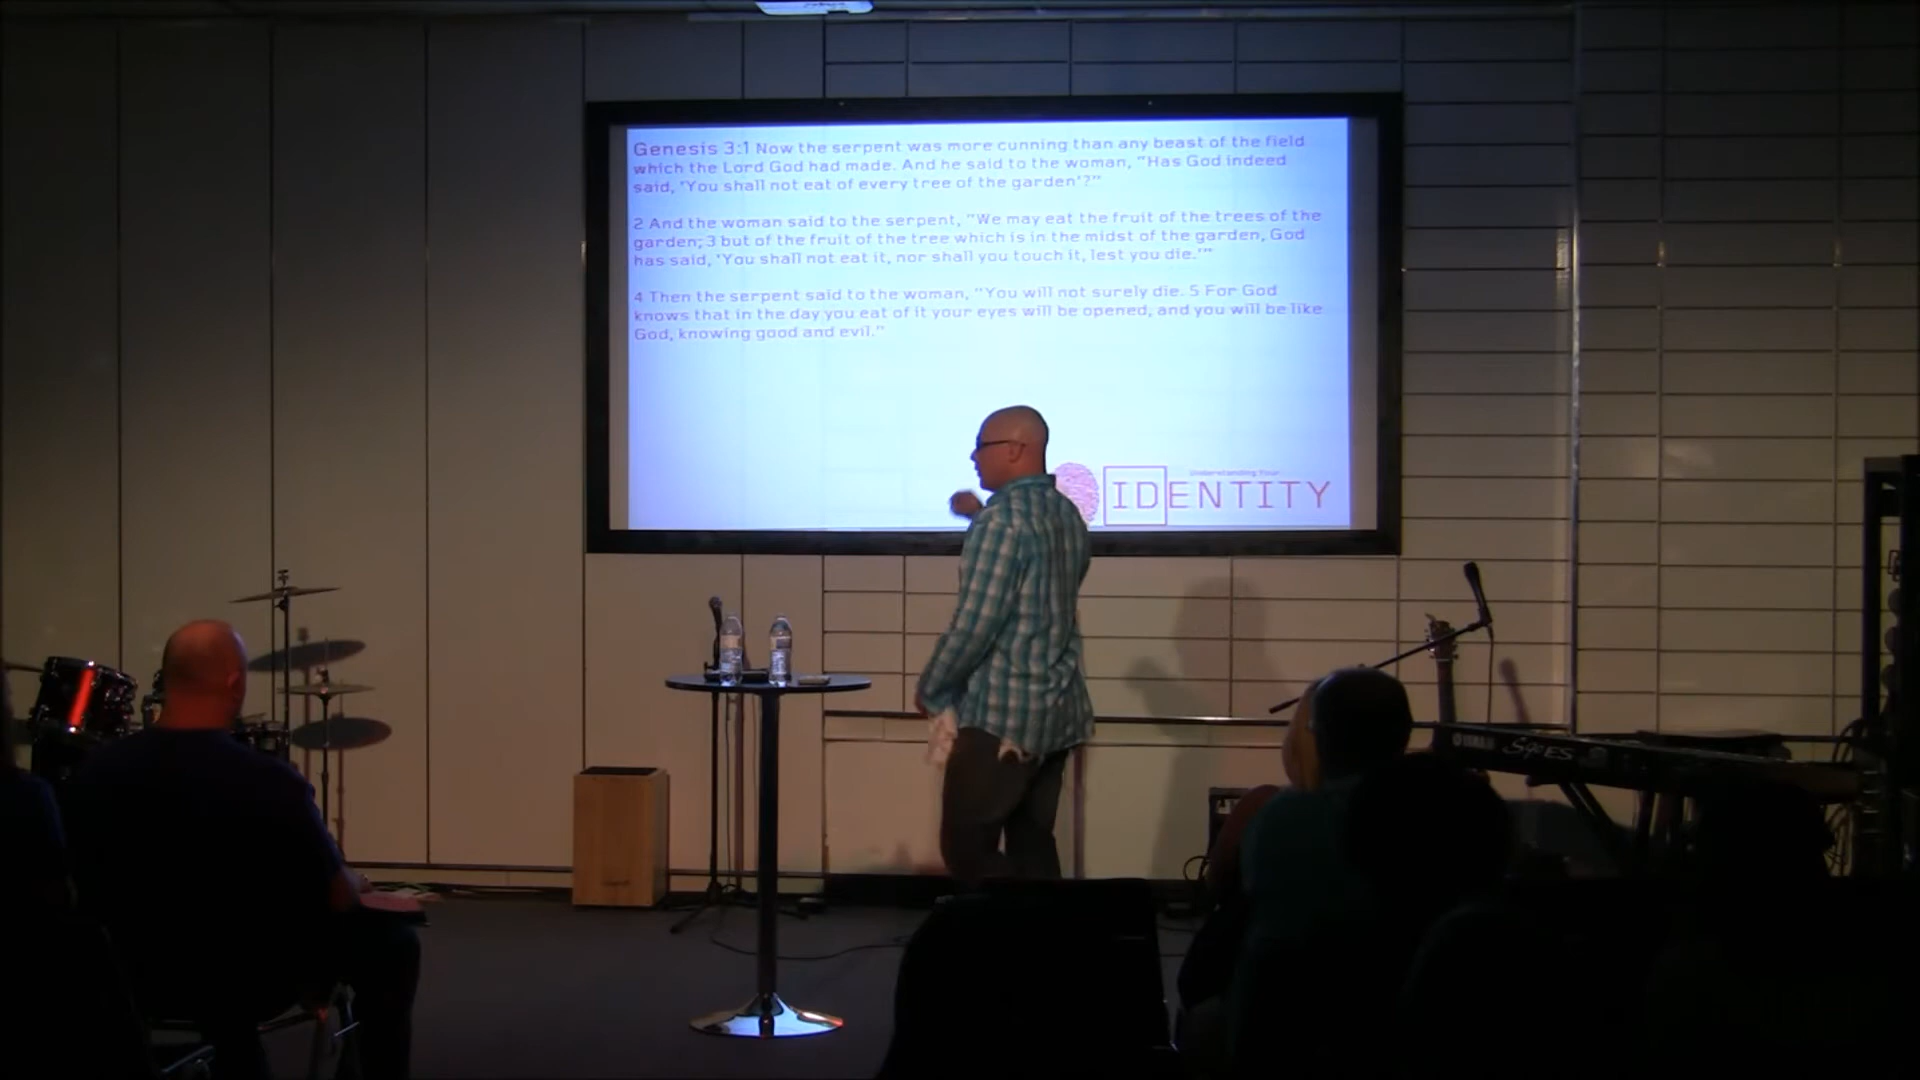 Genesis 3:1 Now the serpent was more cunning than any beast of the field
which the Lord God had made. And he said to the woman, "Has God indeed
said, 'You shall not eat of every tree of the garden'?"
2 And the woman said to the serpent, "We may eat the fruit of the trees of the
garden; 3 but of the fruit of the tree which is in the midst of the garden, God
has said, 'You shall not eat it, nor shall you touch it, lest you die.'"
4 Then the serpent said to the woman, "You will not surely die. 5 For God
knows that in the day you eat of it your eyes will be opened, and you will be like
God, knowing good and evil."
Understanding Your
IDENTITY
YAMAHA S90ES